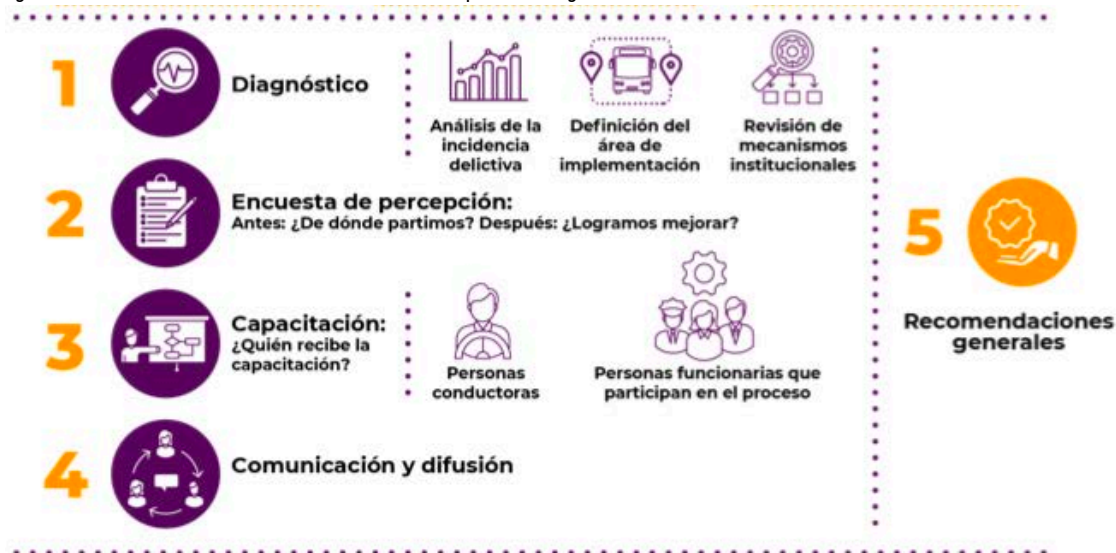 1
Diagnóstico
Análisis de la
incidencia
delictiva
Definición del
área de
implementación
Revisión de
mecanismos
institucionales
2
Encuesta de percepción:
Antes: ¿De dónde partimos? Después: ¿Logramos mejorar?
3
Capacitación:
¿Quién recibe la
capacitación?
Personas
conductoras
Personas funcionarias que
participan en el proceso
4
Comunicación y difusión
5
Recomendaciones
generales